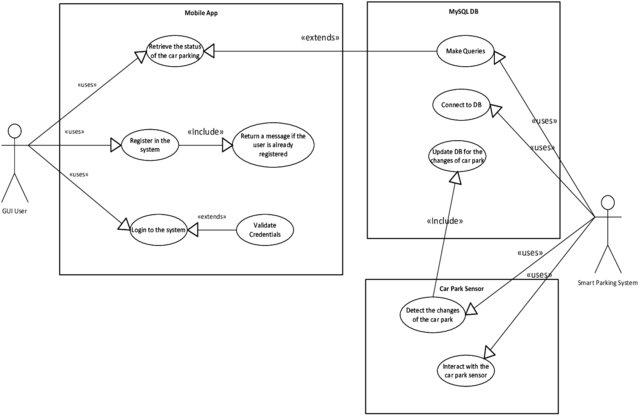 Mobile App
MySQL DB
Retrieve the status
of the car parking
«extends»
Make Queries
«uses»
Connect to DB
«uses»
«uses»
«uses»
Register in the
system
«Include»
Return a message if the
user is already
registered
Update DB for the
changes of car park
«uses»
GUI User
«uses»
Login to the system
«extends»
Validate
Credentials
«Include»
«uses»
«uses»
Smart Parking System
Car Park Sensor
Detect the changes
of the car park
Interact with the
car park sensor